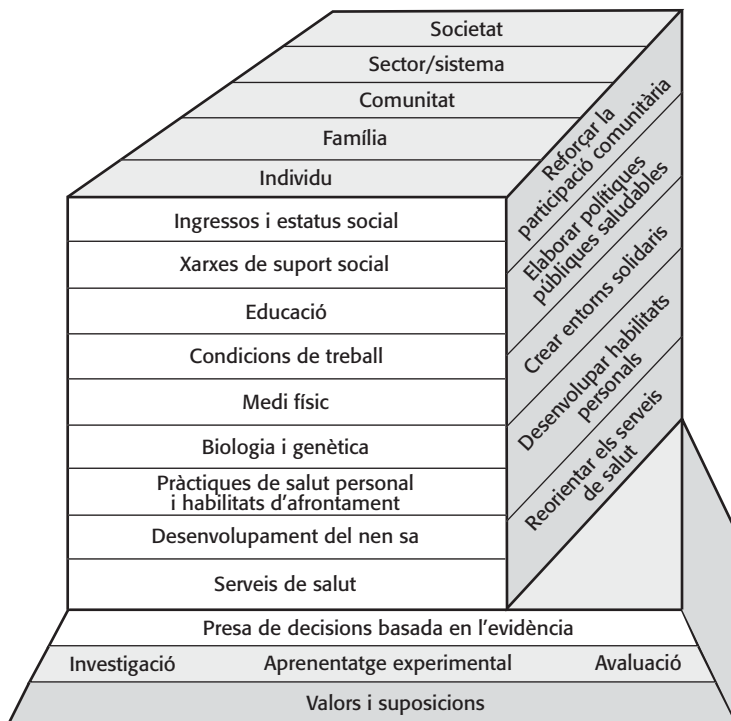 Societat
Sector/sistema
Comunitat
Família
Individu
Ingressos i estatus social
Xarxes de suport social
Educació
Condicions de treball
Medi físic
Biologia i genètica
Pràctiques de salut personal
i habilitats d'afrontament
Desenvolupament del nen sa
Serveis de salut
Reforçar la
participació comunitària
Elaborar polítiques
públiques saludables
Crear entorns solidaris
Desenvolupar habilitats
personals
Reorientar els serveis
de salut
Presa de decisions basada en l'evidència
Investigació Aprenentatge experimental Avaluació
Valors i suposicions